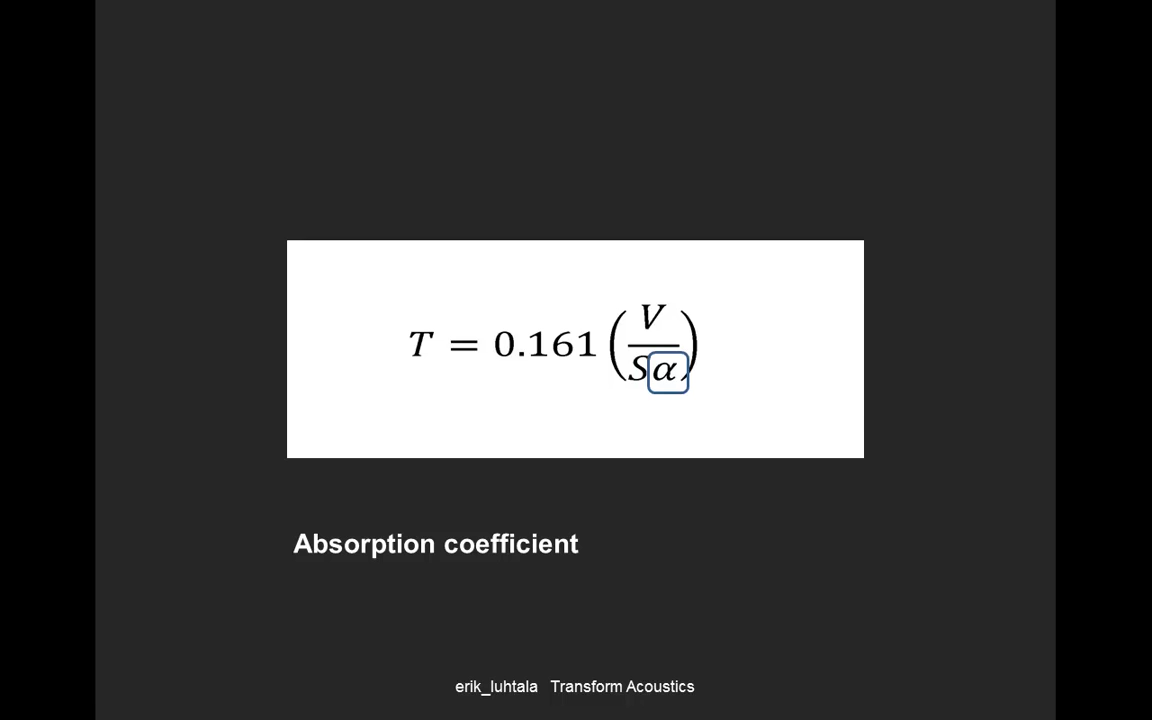 T = 0.161 (V/Sα)
Absorption coefficient
erik_luhtala Transform Acoustics